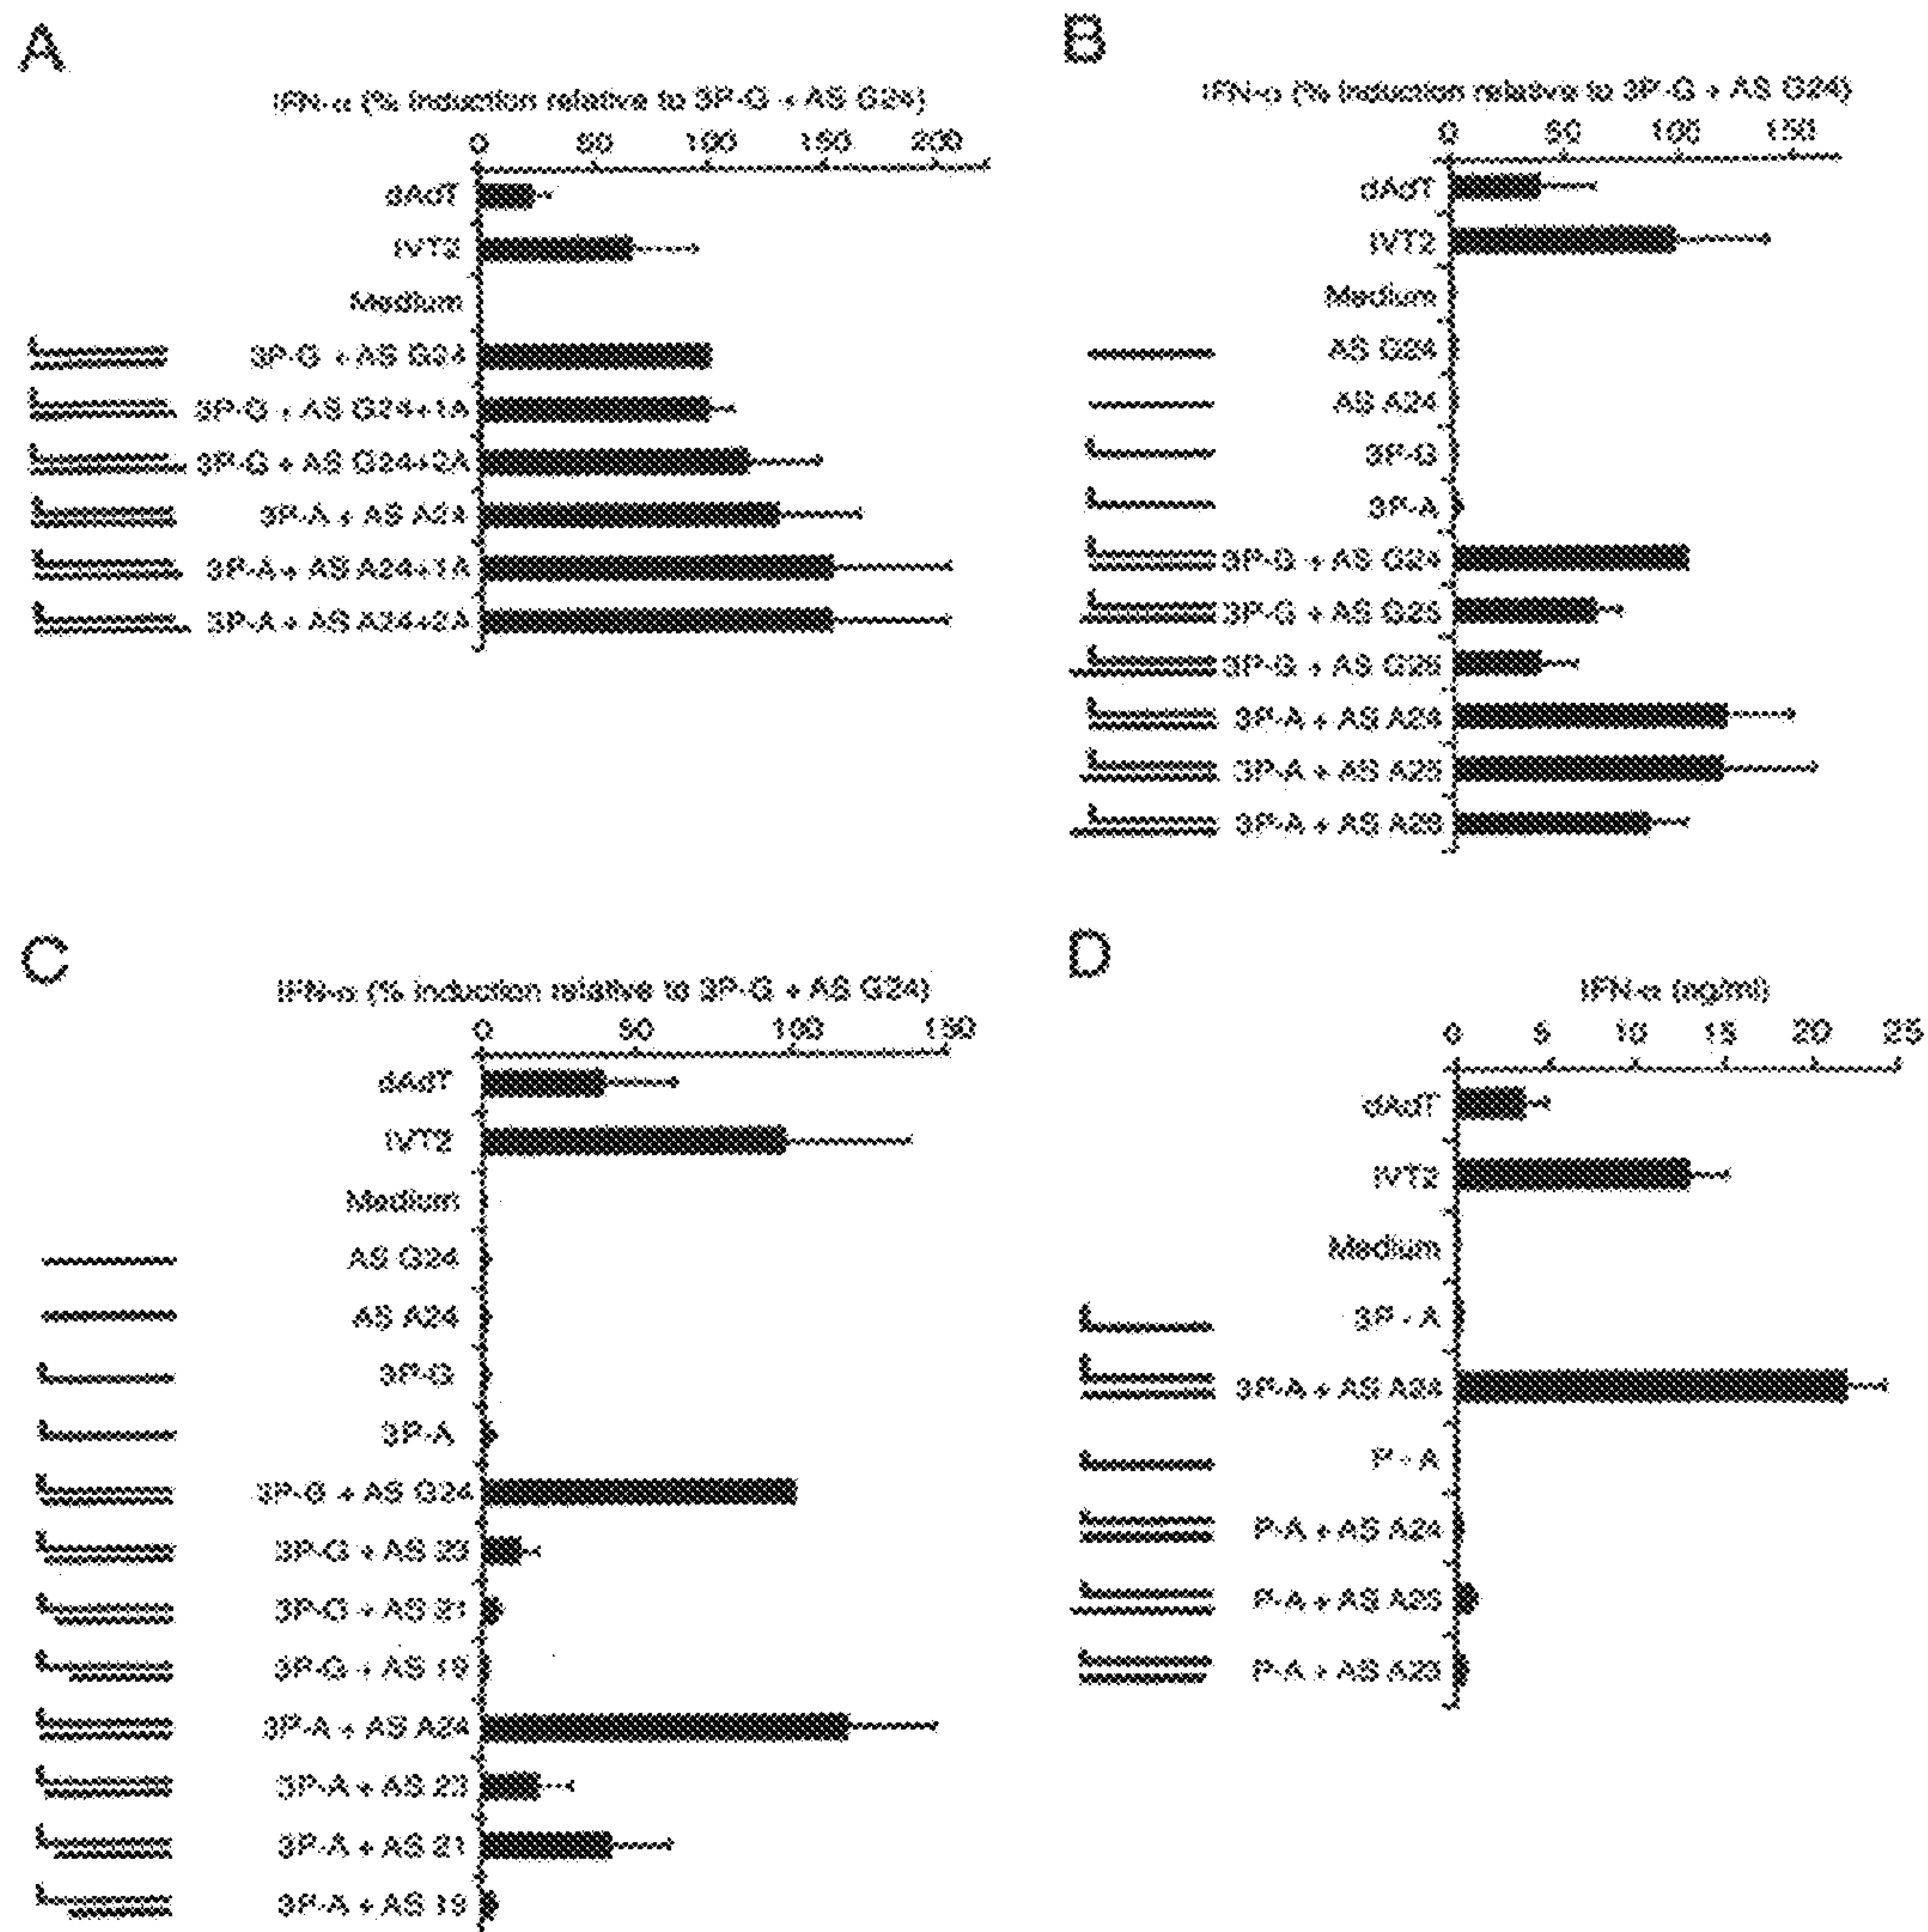 A
IFN-α (% induction relative to 3P-G + AS G24)
0 50 100 150 200
dAdT
IVT2
Medium
3P-G + AS G24
3P-G + AS G24+1A
3P-G + AS G24+2A
3P-A + AS A24
3P-A + AS A24+1A
3P-A + AS A24+2A
B
IFN-α (% induction relative to 3P-G + AS G24)
0 50 100 150
dAdT
IVT2
Medium
AS G24
AS A24
3P-G
3P-A
3P-G + AS G24
3P-G + AS G25
3P-G + AS G26
3P-A + AS A24
3P-A + AS A25
3P-A + AS
C
IFN-α (% induction relative to 3P-G + AS G24)
0 50 100 150
dAdT
IVT2
Medium
AS G24
AS A24
3P-G
3P-A
3P-G + AS G24
3P-G + AS 23
3P-G + AS 21
3P-G + AS 19
3P-A + AS A24
3P-A + AS 23
3P-A + AS 21
3P-A + AS 19
D
IFN-α (ng/ml)
0 5 10 15 20 25
dAdT
IVT2
Medium
3P - A
3P-A + AS A24
P - A
P-A + AS A24
P-A + AS A25
P-A + AS A23